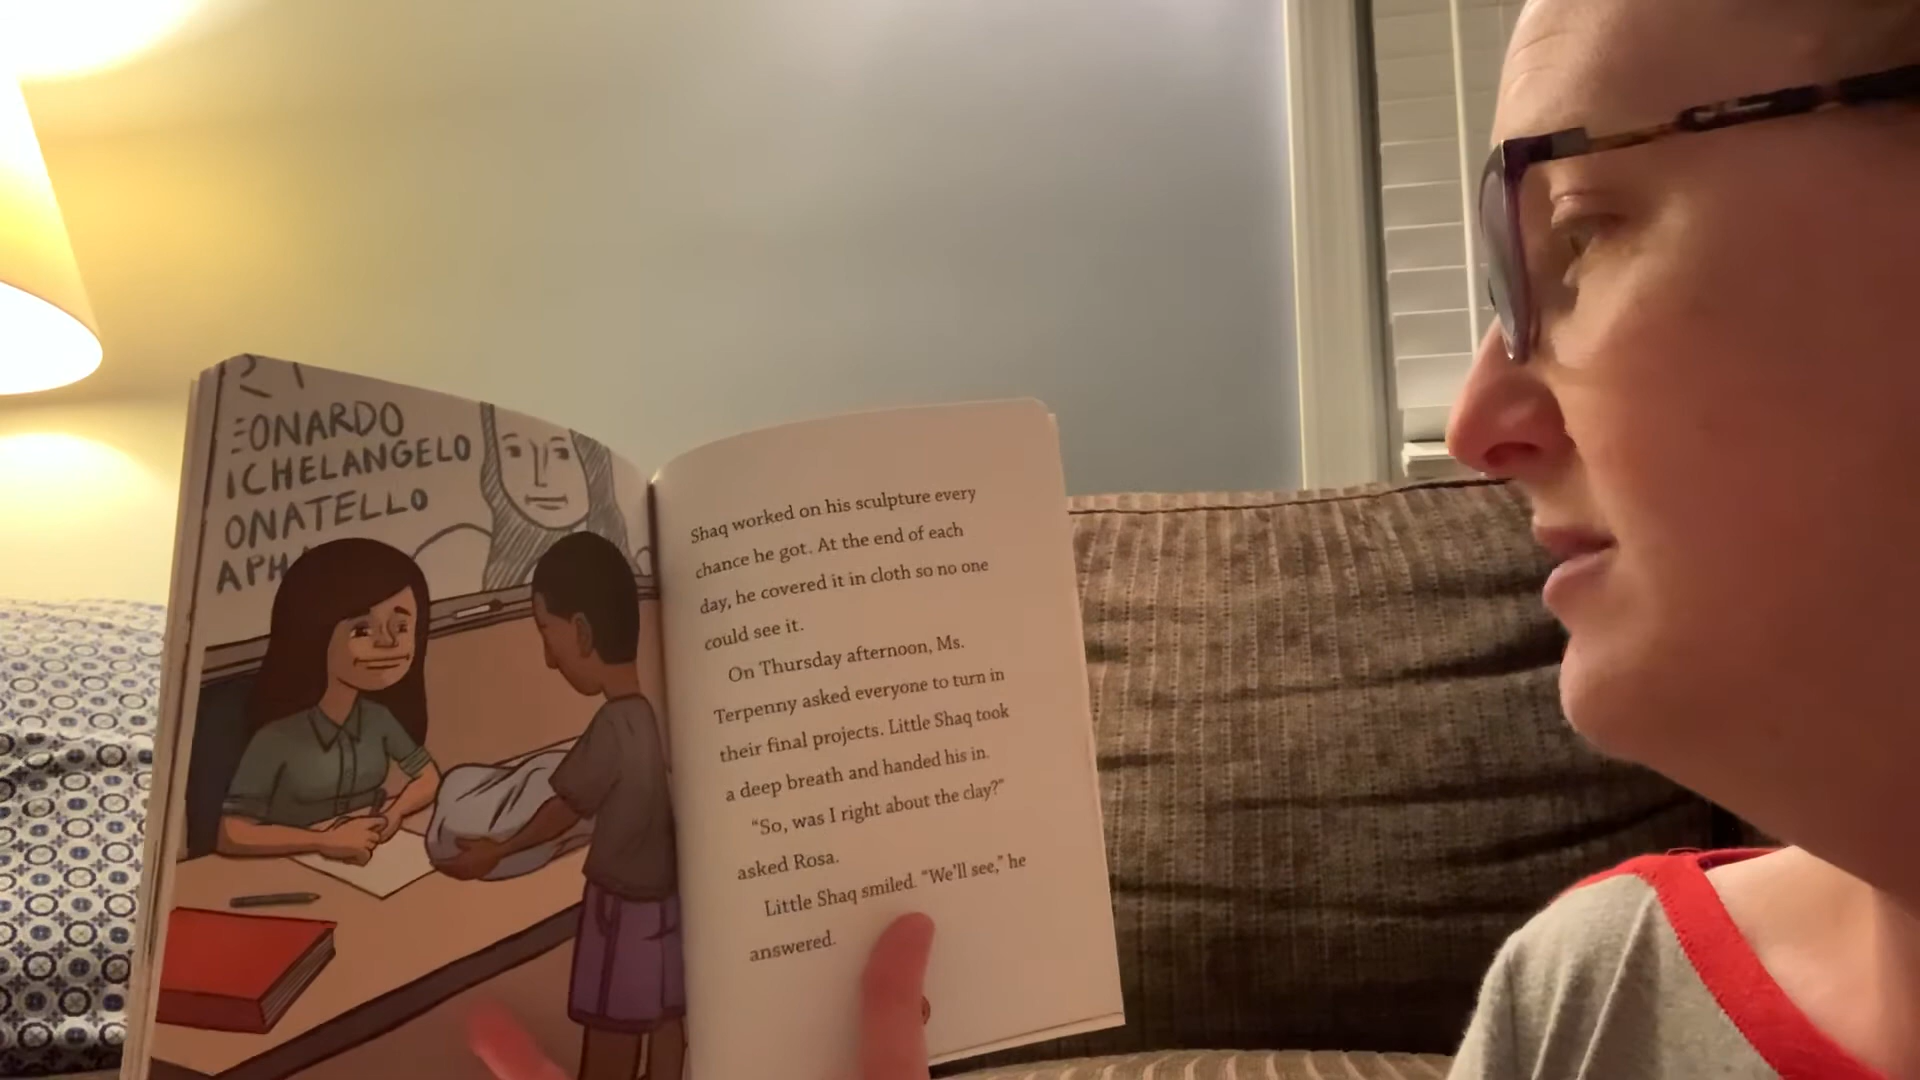 EONARDO
ICHELANGELO
ONATELLO
APHA
Shaq worked on his sculpture every
chance he got. At the end of each
day, he covered it in cloth so no one
could see it.
On Thursday afternoon, Ms.
Terpenny asked everyone to turn in
their final projects. Little Shaq took
a deep breath and handed his in.
“So, was I right about the clay?”
asked Rosa.
Little Shaq smiled. “We’ll see,” he
answered.